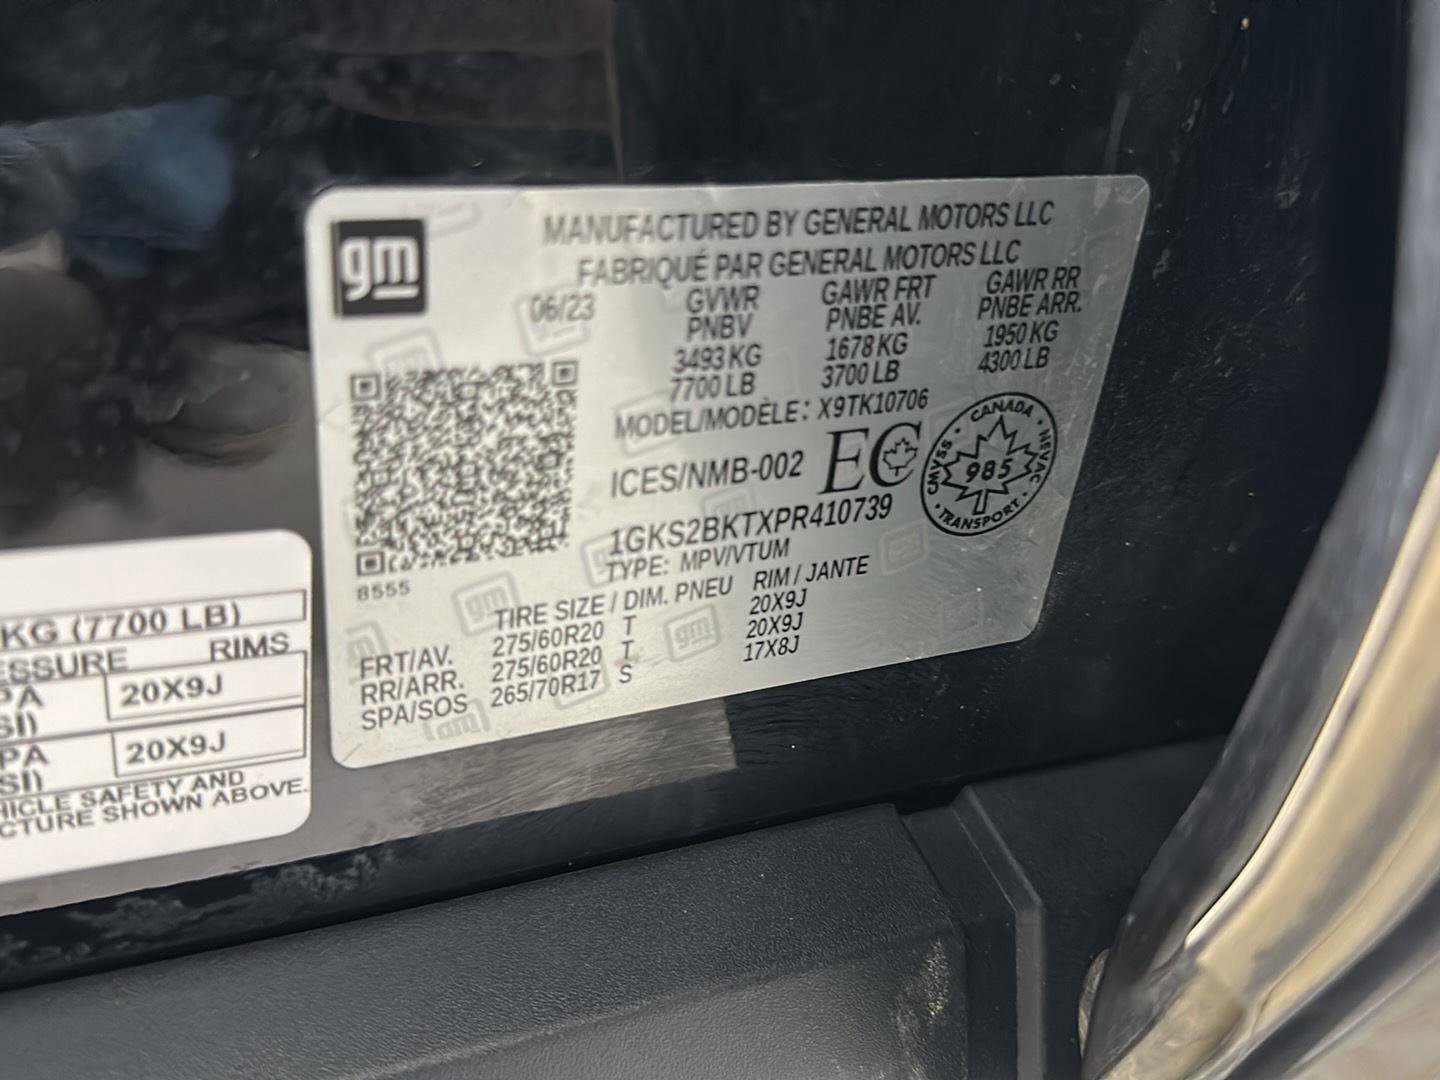 gm
MANUFACTURED BY GENERAL MOTORS LLC
FABRIQUÉ PAR GENERAL MOTORS LLC
06/23
GVWR GAWR FRT GAWR RR
PNBV PNBE AV. PNBE ARR.
3493 KG 1678 KG 1950 KG
7700 LB 3700 LB 4300 LB
MODEL/MODÈLE: X9TK10706
ICES/NMB-002 EC
CANADA
CMVSS 985 NSVAC
TRANSPORT
1GKS2BKTXPR410739
TYPE: MPV/VTUM
8555
TIRE SIZE / DIM. PNEU RIM / JANTE
FRT/AV. 275/60R20 T 20X9J
RR/ARR. 275/60R20 T 20X9J
SPA/SOS 265/70R17 S 17X8J
KG (7700 LB)
ESSURE RIMS
PA 20X9J
SI)
PA 20X9J
SI)
HICLE SAFETY AND
CTURE SHOWN ABOVE.